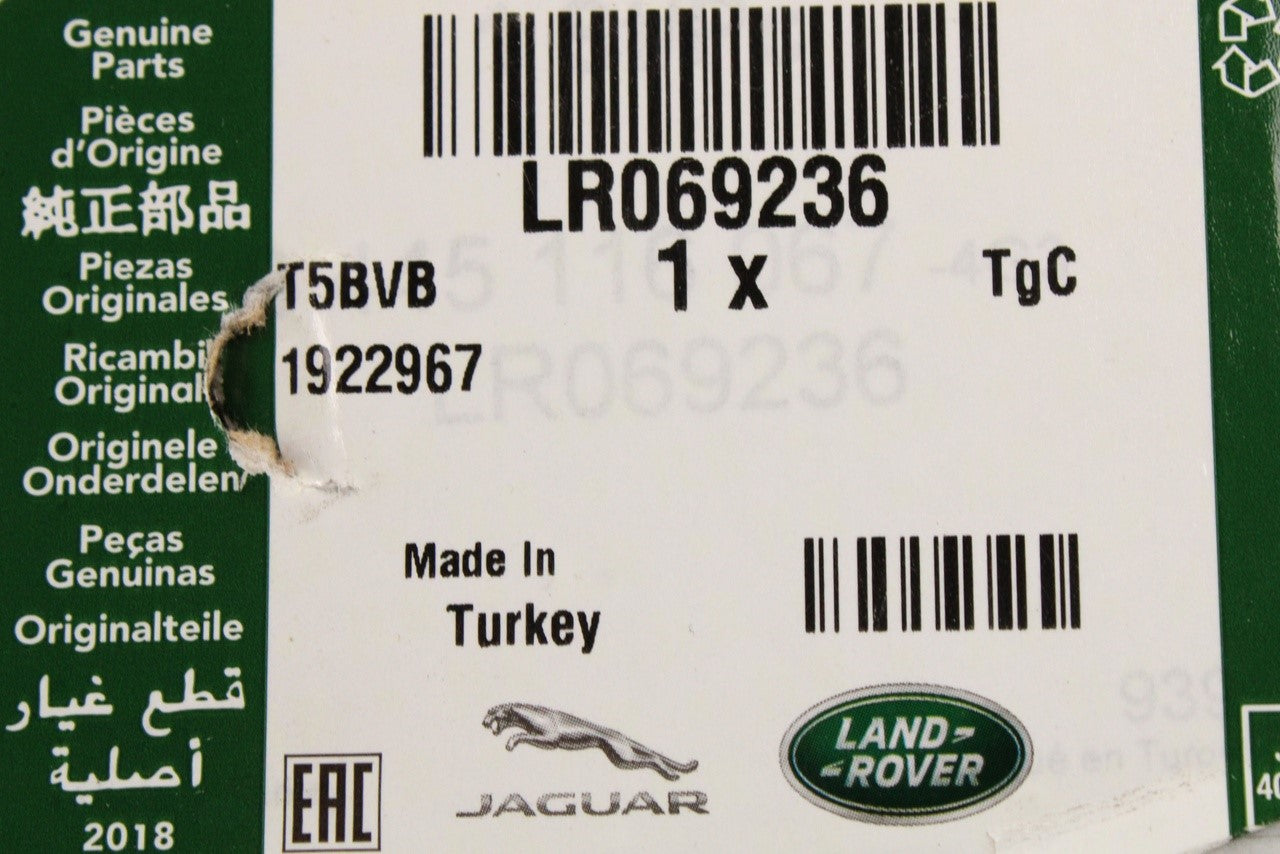 Genuine
Parts
Pièces
d'Origine
純正部品
Piezas
Originales
Ricambi
Original
Originele
Onderdelen
Peças
Genuinas
Originalteile
قطع غيار
أصلية
2018
LR069236
T5BVB
1 x
TgC
1922967
LR069236
Made In
Turkey
EAC
JAGUAR
LAND
ROVER
40